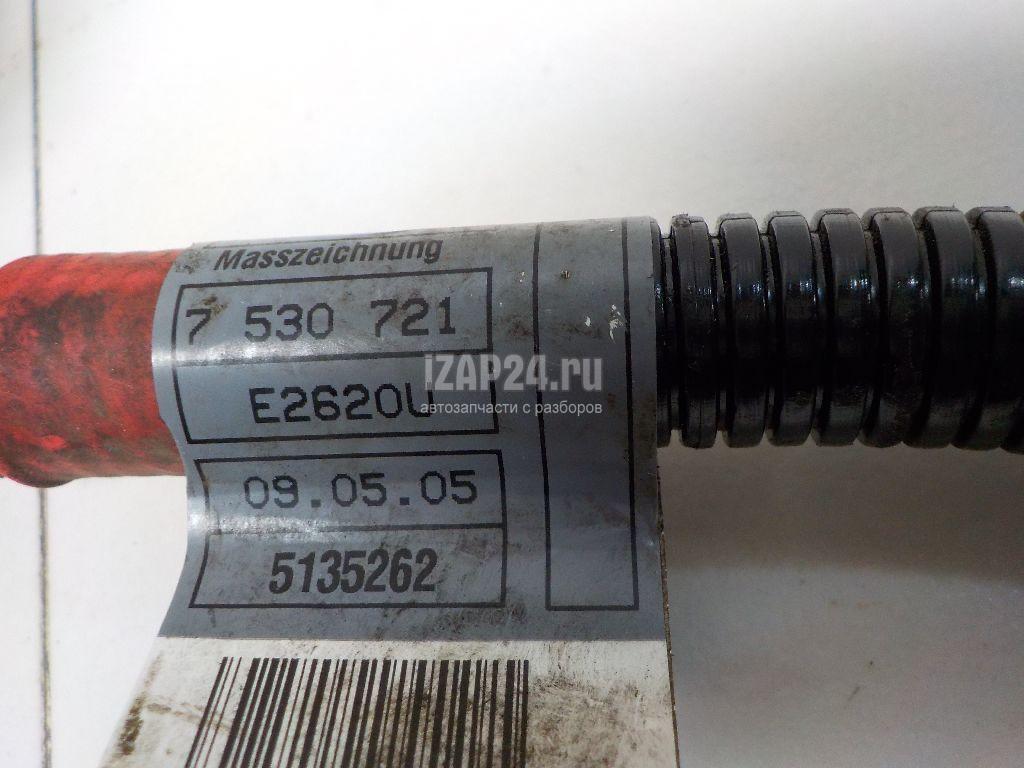 Masszeichnung
7 530 721
E2620U
09.05.05
5135262
iZAP24.ru
автозапчасти с разборов